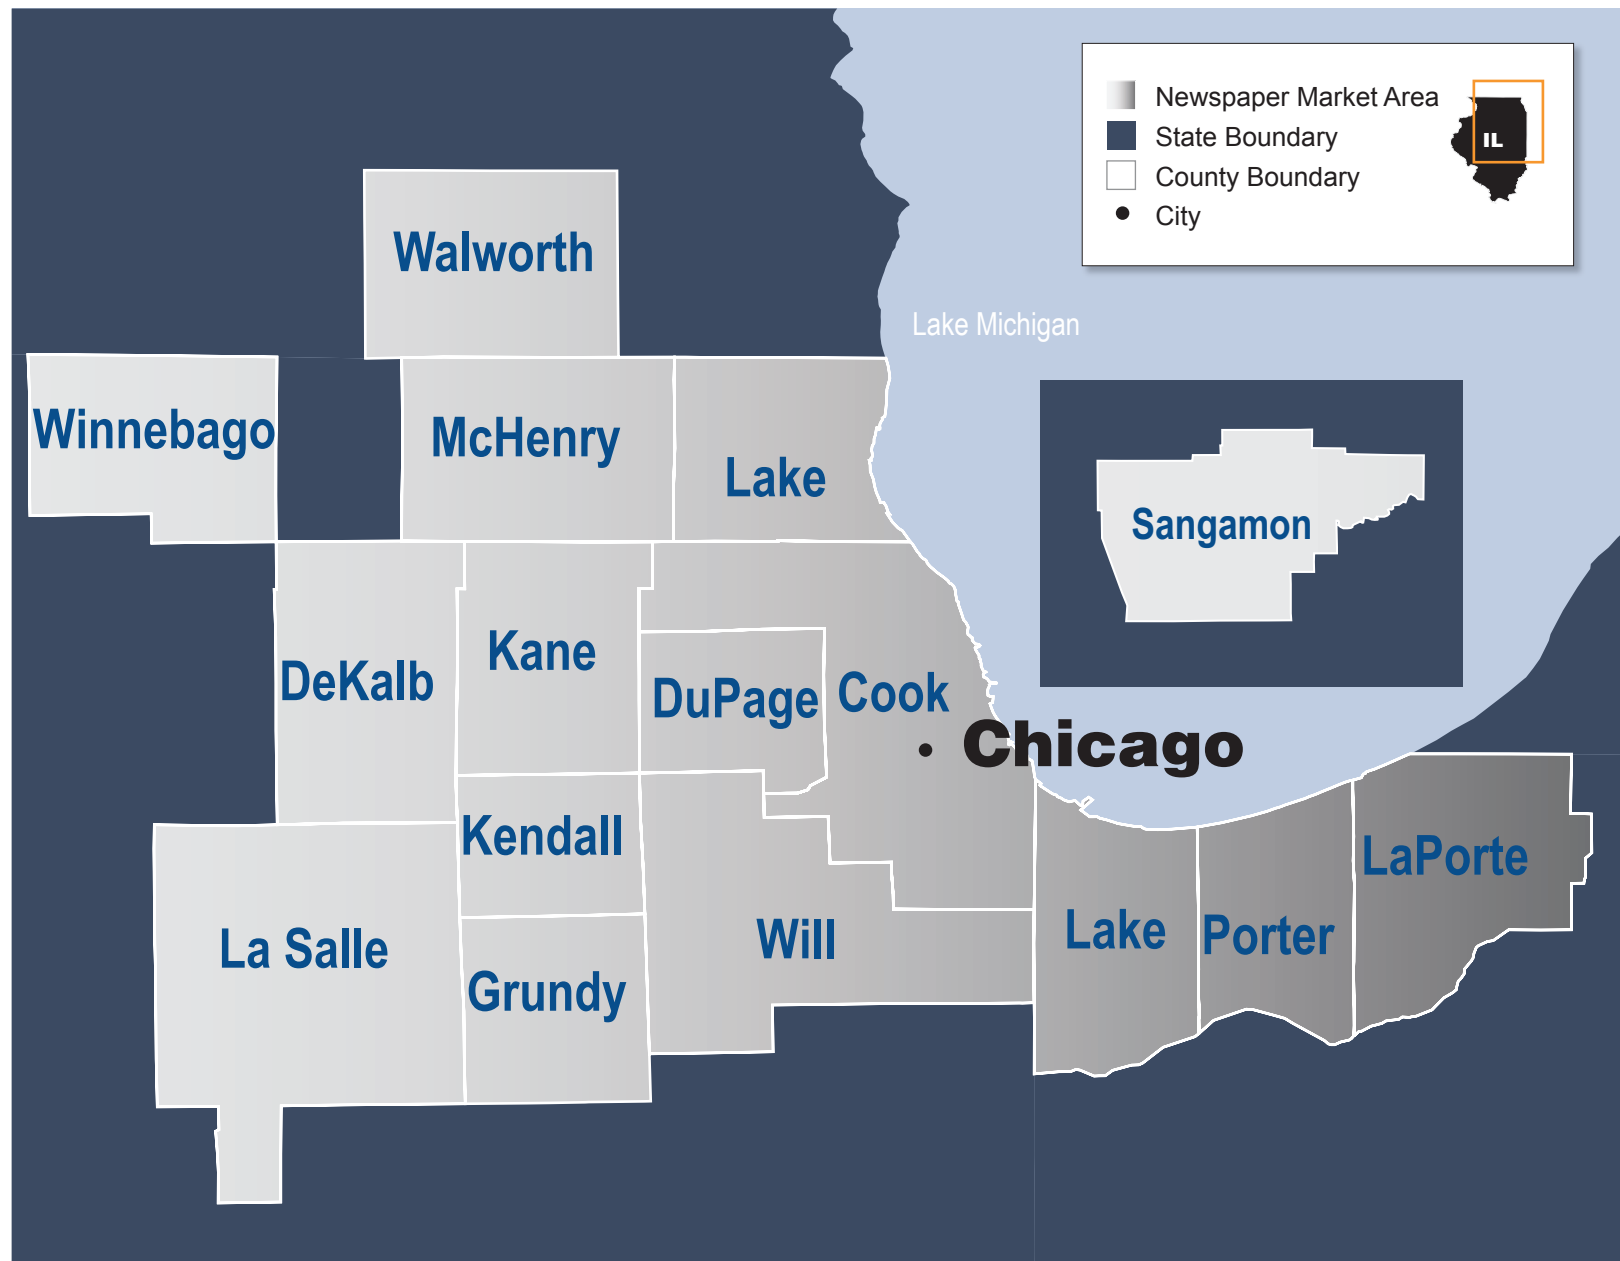 Newspaper Market Area
State Boundary
IL
County Boundary
City
Walworth
Lake Michigan
Winnebago
McHenry
Lake
Sangamon
Kane
DeKalb
DuPage
Cook
Chicago
Kendall
LaPorte
La Salle
Will
Lake
Porter
Grundy